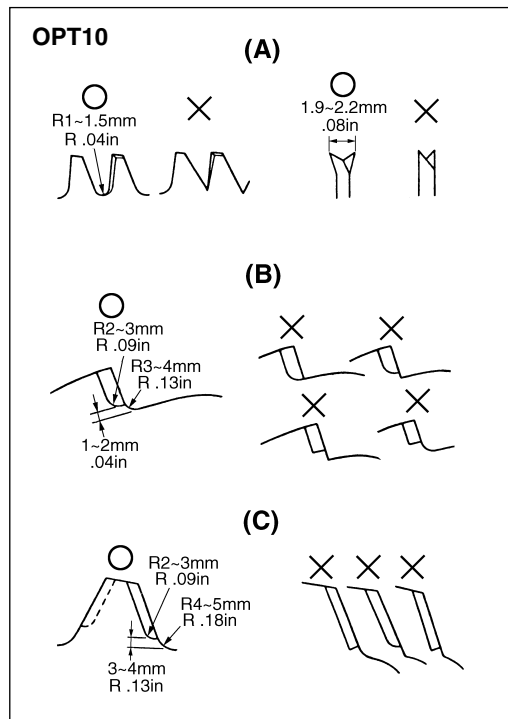 OPT10
(A)
R1~1.5mm
R .04in
1.9~2.2mm
.08in
(B)
R2~3mm
R .09in
R3~4mm
R .13in
1~2mm
.04in
(C)
R2~3mm
R .09in
R4~5mm
R .18in
3~4mm
R .13in